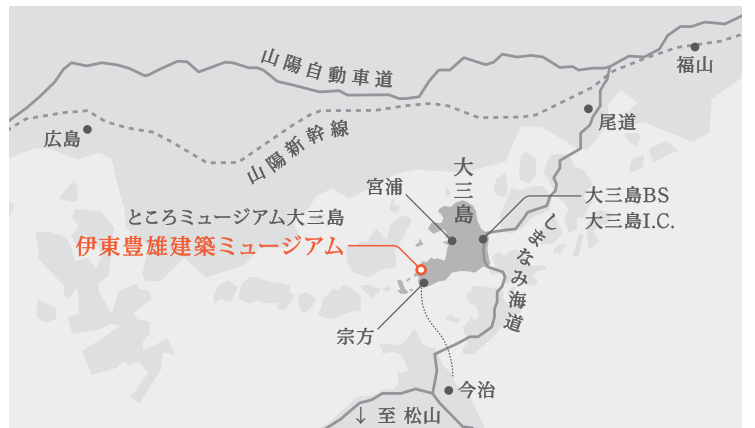 山陽自動車道
福山
尾道
広島
山陽新幹線
大三島
宮浦
大三島BS
大三島I.C.
ところミュージアム大三島
伊東豊雄建築ミュージアム
しまなみ海道
宗方
今治
↓ 至 松山